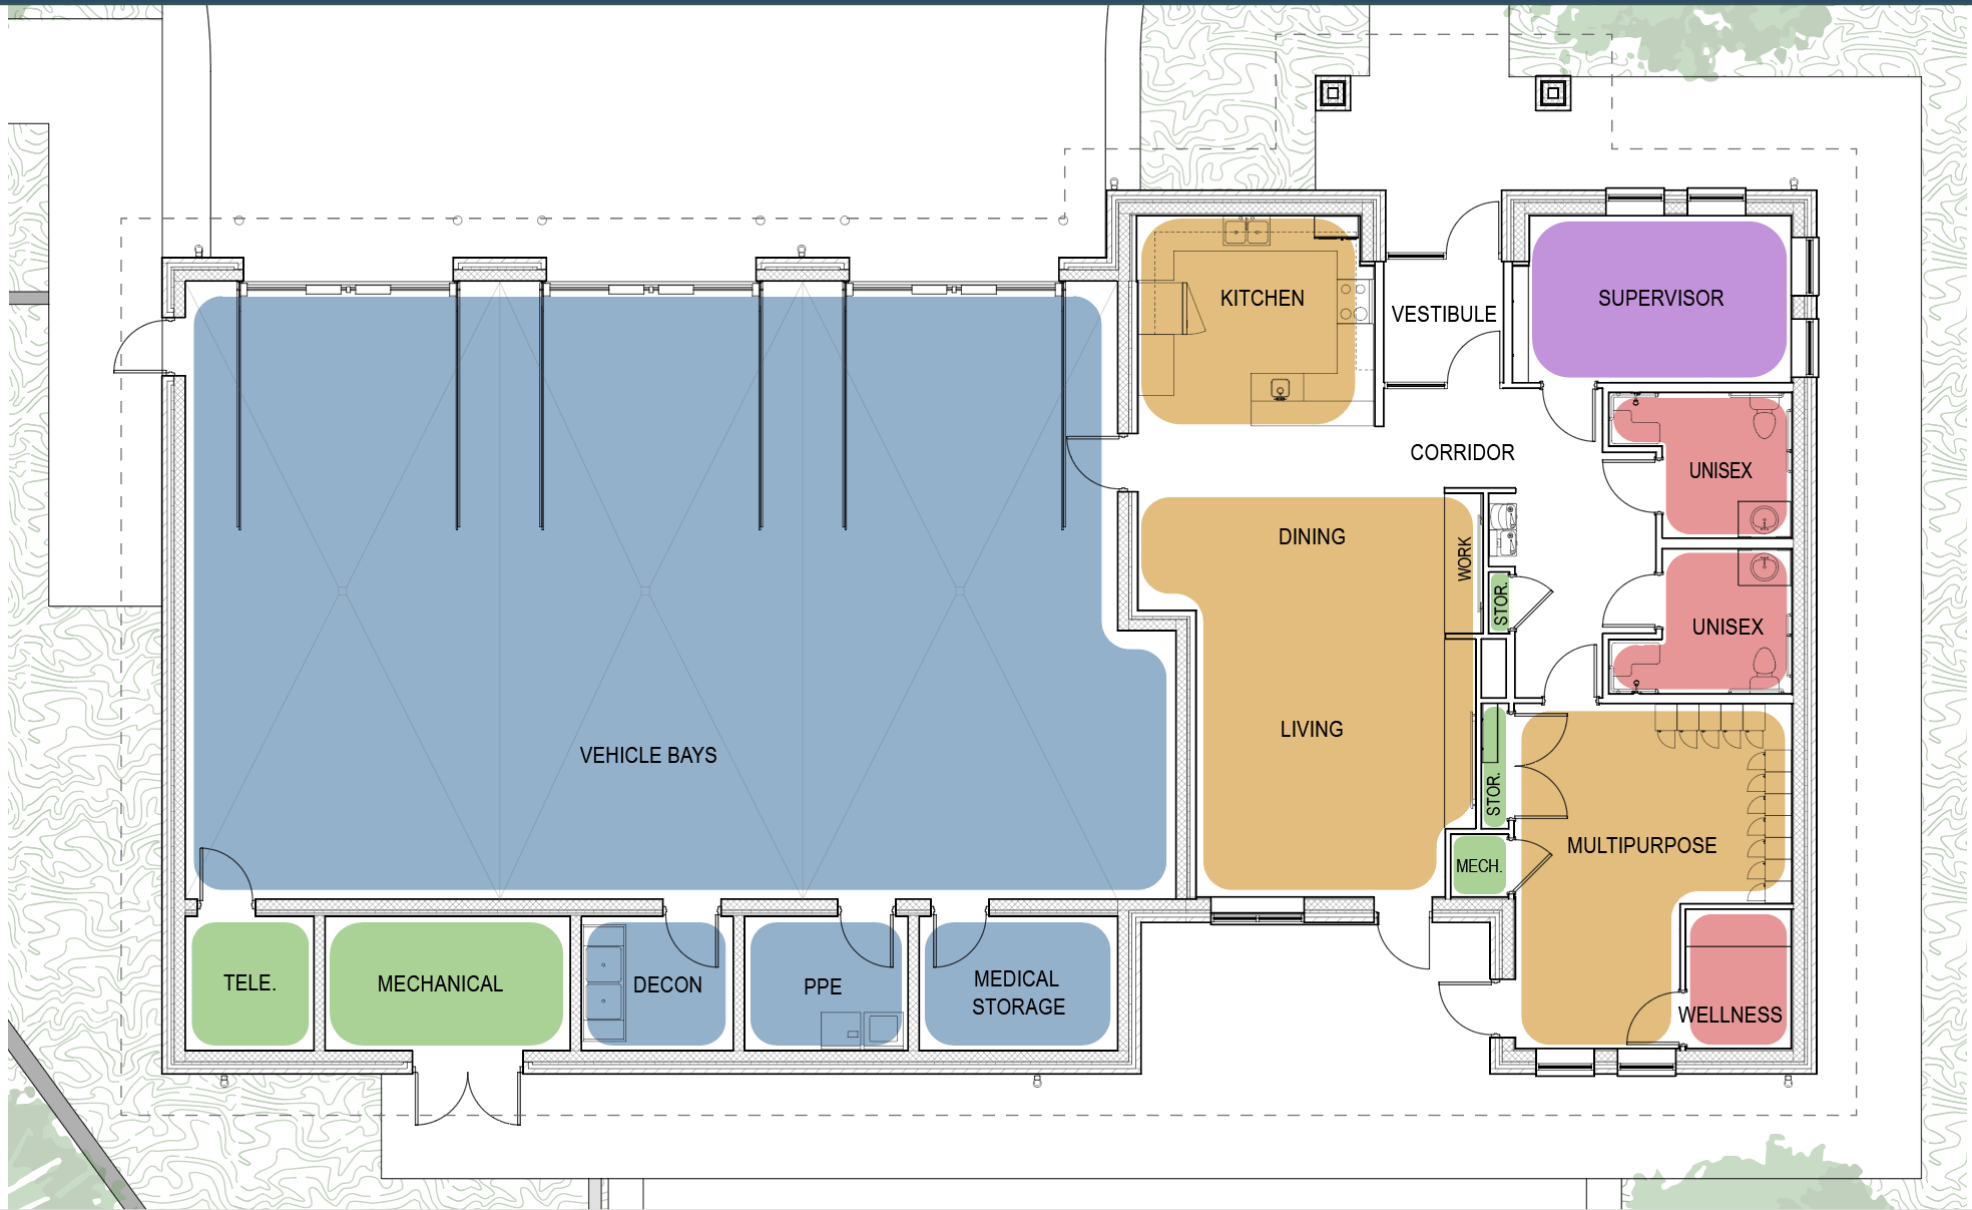 KITCHEN
VESTIBULE
SUPERVISOR
CORRIDOR
UNISEX
DINING
WORK
STOR.
UNISEX
LIVING
VEHICLE BAYS
STOR.
MULTIPURPOSE
MECH.
TELE.
MECHANICAL
DECON
PPE
MEDICAL
STORAGE
WELLNESS